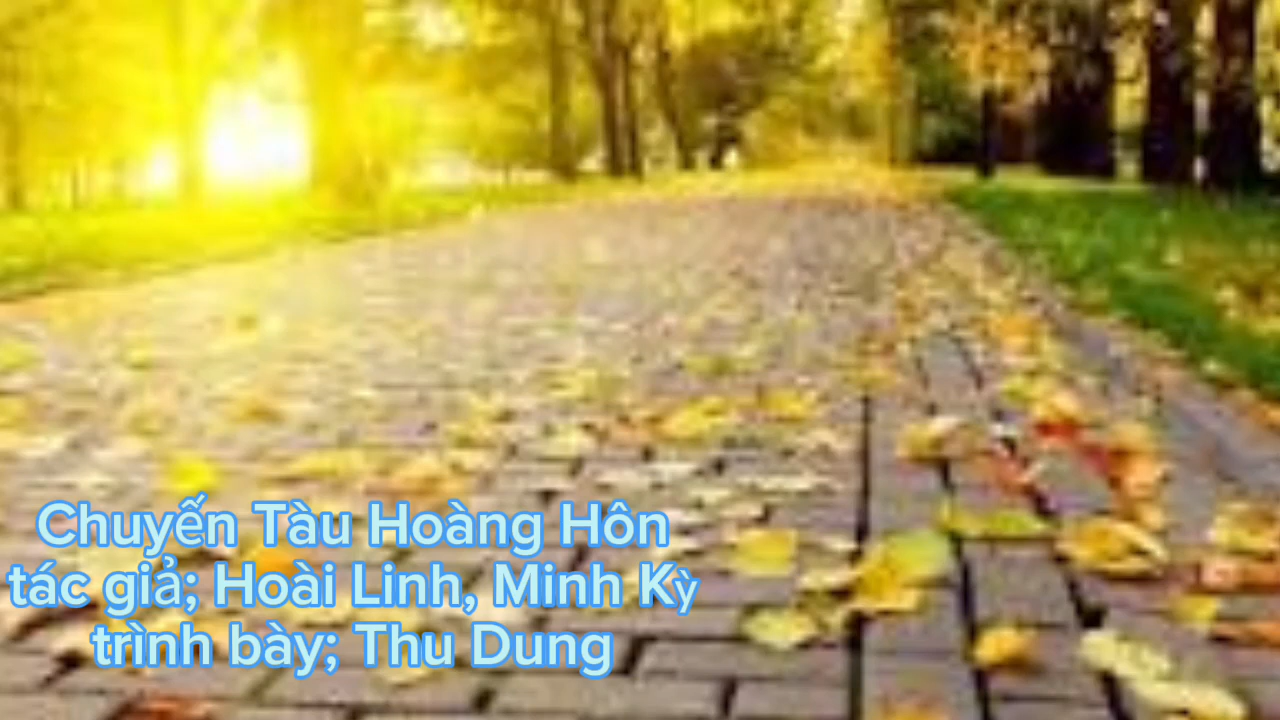 Chuyến Tàu Hoàng Hôn
tác giả; Hoài Linh, Minh Kỳ
trình bày; Thu Dung